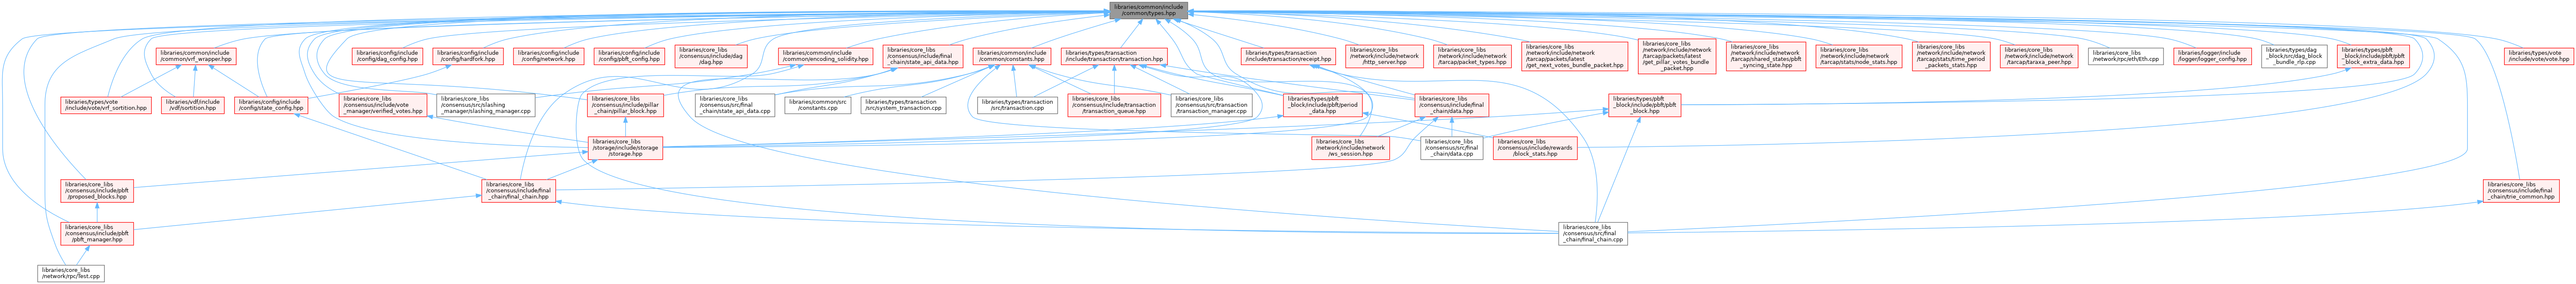 libraries/common/include
/common/types.hpp
libraries/common/include
/common/vrf_wrapper.hpp
libraries/config/include
/config/dag_config.hpp
libraries/config/include
/config/hardfork.hpp
libraries/config/include
/config/network.hpp
libraries/config/include
/config/pbft_config.hpp
libraries/core_libs
/consensus/include/dag
/dag.hpp
libraries/common/include
/common/encoding_solidity.hpp
libraries/core_libs
/consensus/include/final
_chain/state_api_data.hpp
libraries/common/include
/common/constants.hpp
libraries/types/transaction
/include/transaction/transaction.hpp
libraries/types/transaction
/include/transaction/receipt.hpp
libraries/core_libs
/network/include/network
/http_server.hpp
libraries/core_libs
/network/include/network
/tarcap/packet_types.hpp
libraries/core_libs
/network/include/network
/tarcap/packets/latest
/get_next_votes_bundle_packet.hpp
libraries/core_libs
/network/include/network
/tarcap/packets/latest
/get_pillar_votes_bundle
_packet.hpp
libraries/core_libs
/network/include/network
/tarcap/shared_states/pbft
_syncing_state.hpp
libraries/core_libs
/network/include/network
/tarcap/stats/node_stats.hpp
libraries/core_libs
/network/include/network
/tarcap/stats/time_period
_packets_stats.hpp
libraries/core_libs
/network/include/network
/tarcap/taraxa_peer.hpp
libraries/core_libs
/network/rpc/eth/Eth.cpp
libraries/logger/include
/logger/logger_config.hpp
libraries/types/dag
_block/src/dag_block
_bundle_rlp.cpp
libraries/types/pbft
_block/include/pbft/pbft
_block_extra_data.hpp
libraries/types/vote
/include/vote/vote.hpp
libraries/types/vote
/include/vote/vrf_sortition.hpp
libraries/vdf/include
/vdf/sortition.hpp
libraries/config/include
/config/state_config.hpp
libraries/core_libs
/consensus/include/vote
_manager/verified_votes.hpp
libraries/core_libs
/consensus/src/slashing
_manager/slashing_manager.cpp
libraries/core_libs
/consensus/include/pillar
_chain/pillar_block.hpp
libraries/core_libs
/consensus/src/final
_chain/state_api_data.cpp
libraries/common/src
/constants.cpp
libraries/types/transaction
/src/system_transaction.cpp
libraries/types/transaction
/src/transaction.cpp
libraries/core_libs
/consensus/include/transaction
/transaction_queue.hpp
libraries/core_libs
/consensus/src/transaction
/transaction_manager.cpp
libraries/types/pbft
_block/include/pbft/period
_data.hpp
libraries/core_libs
/consensus/include/final
_chain/data.hpp
libraries/types/pbft
_block/include/pbft/pbft
_block.hpp
libraries/core_libs
/storage/include/storage
/storage.hpp
libraries/core_libs
/network/include/network
/ws_session.hpp
libraries/core_libs
/consensus/src/final
_chain/data.cpp
libraries/core_libs
/consensus/include/rewards
/block_stats.hpp
libraries/core_libs
/consensus/include/pbft
/proposed_blocks.hpp
libraries/core_libs
/consensus/include/final
_chain/final_chain.hpp
libraries/core_libs
/consensus/include/final
_chain/trie_common.hpp
libraries/core_libs
/consensus/include/pbft
/pbft_manager.hpp
libraries/core_libs
/consensus/src/final
_chain/final_chain.cpp
libraries/core_libs
/network/rpc/Test.cpp